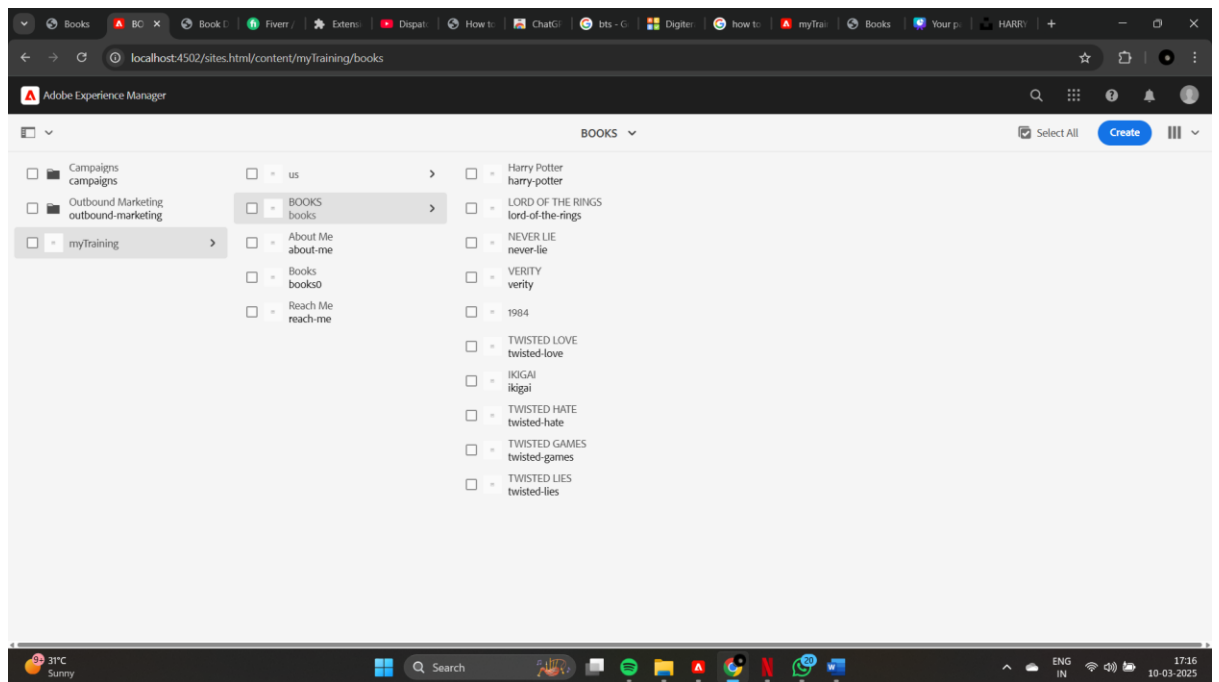 Books
BO
Book D
Fiverr /
Extensi
Dispatc
How to
ChatGP
bts - G
Digiter
how to
myTrai
Books
Your pa
HARRY
localhost:4502/sites.html/content/myTraining/books
Adobe Experience Manager
BOOKS
Select All
Create
Campaigns
campaigns
Outbound Marketing
outbound-marketing
myTraining
us
BOOKS
books
About Me
about-me
Books
books0
Reach Me
reach-me
Harry Potter
harry-potter
LORD OF THE RINGS
lord-of-the-rings
NEVER LIE
never-lie
VERITY
verity
1984
TWISTED LOVE
twisted-love
IKIGAI
ikigai
TWISTED HATE
twisted-hate
TWISTED GAMES
twisted-games
TWISTED LIES
twisted-lies
9+
31°C
Sunny
Search
20
ENG
IN
17:16
10-03-2025